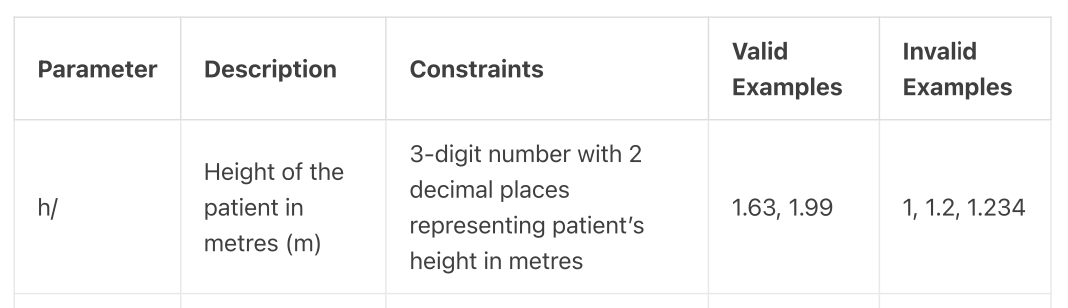 Parameter
Description
Constraints
Valid
Examples
Invalid
Examples
h/
Height of the
patient in
metres (m)
3-digit number with 2
decimal places
representing patient’s
height in metres
1.63, 1.99
1, 1.2, 1.234